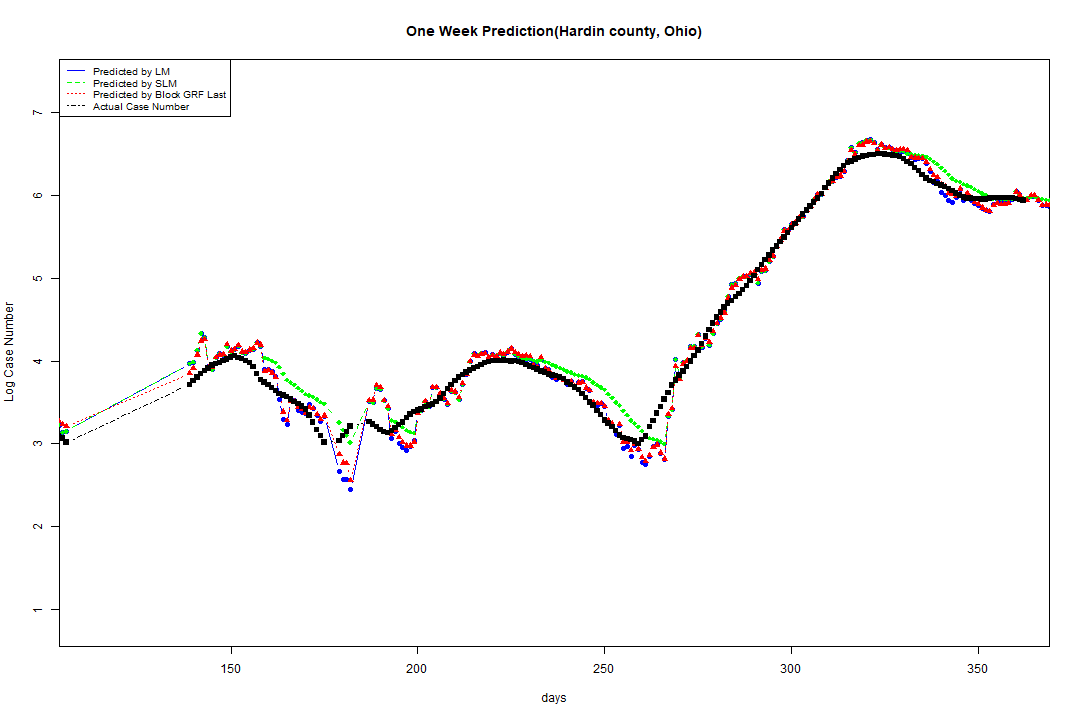 One Week Prediction(Hardin county, Ohio)
Predicted by LM
Predicted by SLM
Predicted by Block GRF Last
Actual Case Number
7
6
5
4
3
2
1
Log Case Number
150 200 250 300 350
days